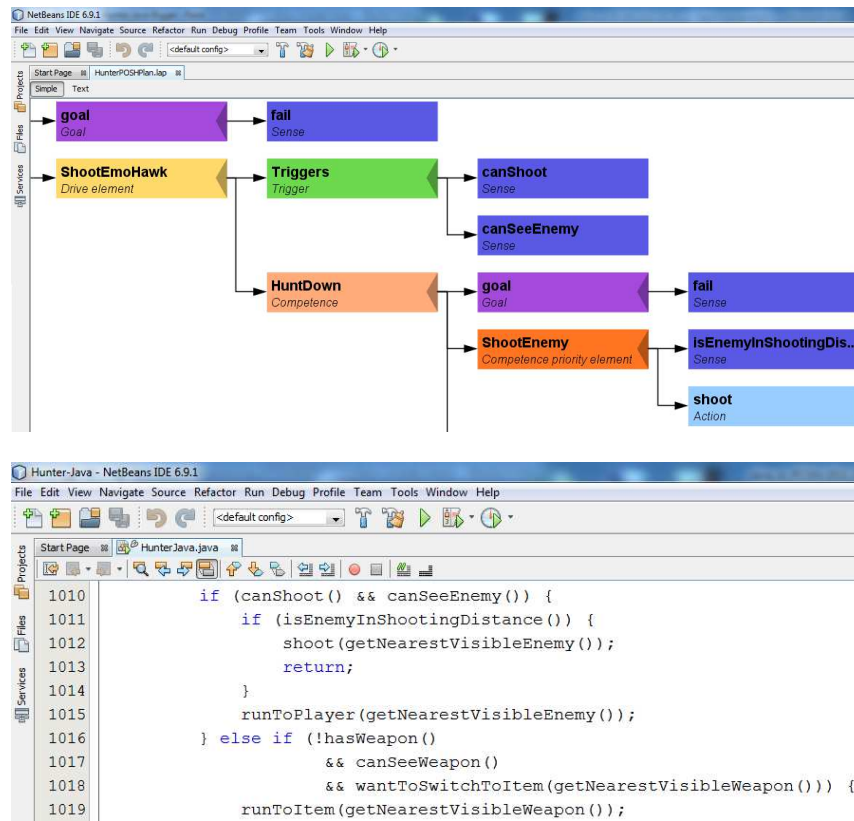 NetBeans IDE 6.9.1
File Edit View Navigate Source Refactor Run Debug Profile Team Tools Window Help
<default config>
Start Page HunterPOSHPlan.lap
Simple Text
Projects
Files
Services
goal
Goal
fail
Sense
ShootEmoHawk
Drive element
Triggers
Trigger
canShoot
Sense
canSeeEnemy
Sense
HuntDown
Competence
goal
Goal
fail
Sense
ShootEnemy
Competence priority element
isEnemyInShootingDis...
Sense
shoot
Action
Hunter-Java - NetBeans IDE 6.9.1
File Edit View Navigate Source Refactor Run Debug Profile Team Tools Window Help
<default config>
Start Page HunterJava.java
Projects
Files
Services
1010 if (canShoot() && canSeeEnemy()) {
1011 if (isEnemyInShootingDistance()) {
1012 shoot(getNearestVisibleEnemy());
1013 return;
1014 }
1015 runToPlayer(getNearestVisibleEnemy());
1016 } else if (!hasWeapon()
1017 && canSeeWeapon()
1018 && wantToSwitchToItem(getNearestVisibleWeapon())) {
1019 runToItem(getNearestVisibleWeapon());